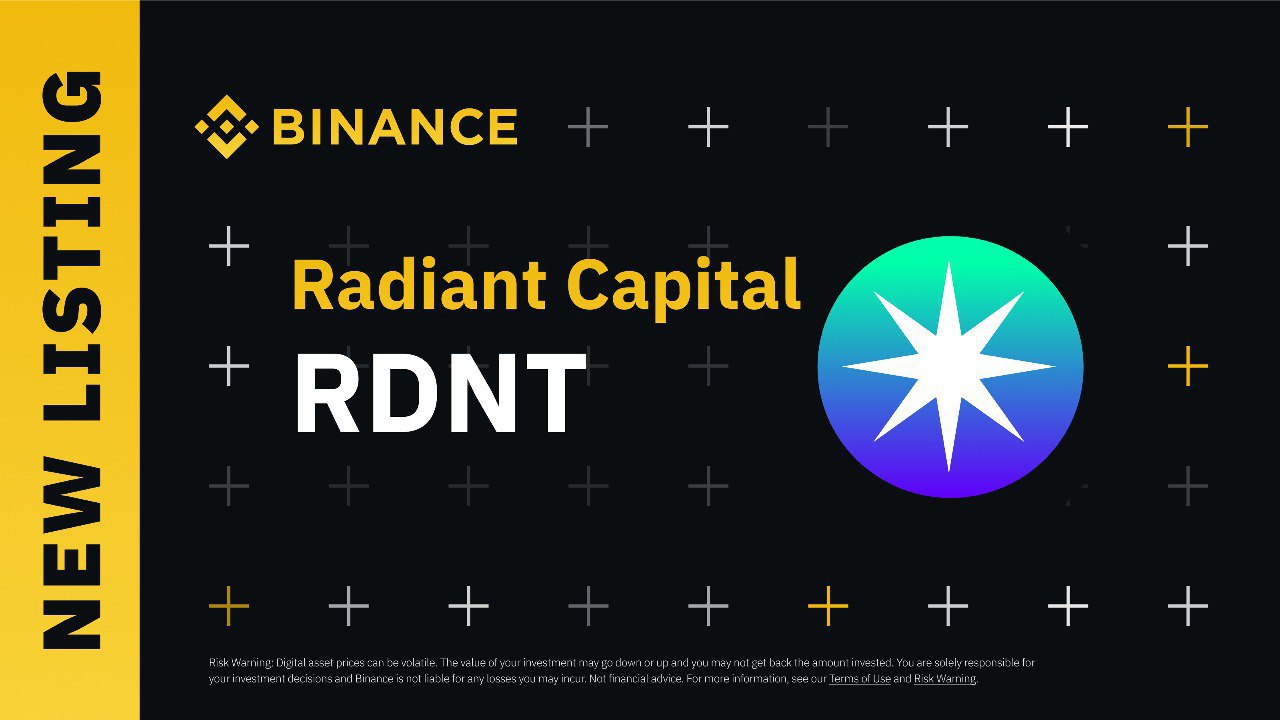 NEW LISTING
BINANCE
Radiant Capital
RDNT
Risk Warning: Digital asset prices can be volatile. The value of your investment may go down or up and you may not get back the amount invested. You are solely responsible for
your investment decisions and Binance is not liable for any losses you may incur. Not financial advice. For more information, see our Terms of Use and Risk Warning.